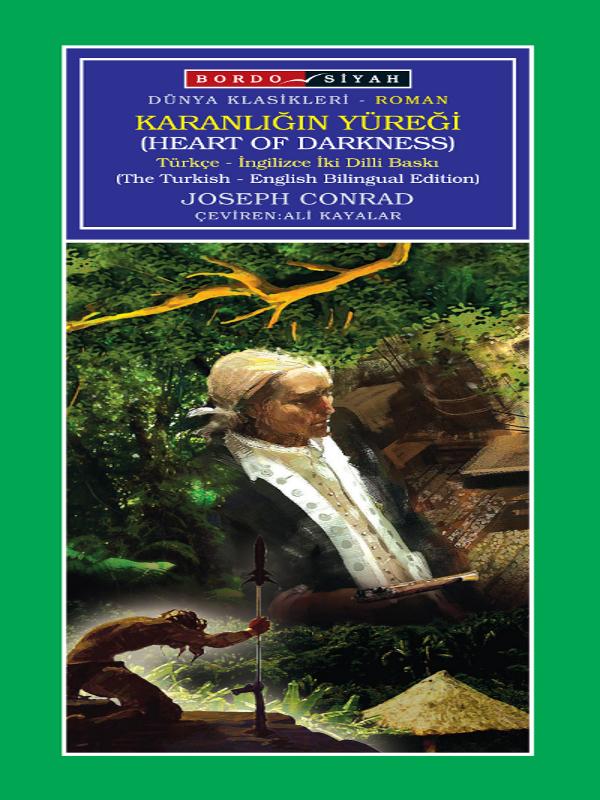 BORDO SİYAH
DÜNYA KLASİKLERİ - ROMAN
KARANLIĞIN YÜREĞİ
(HEART OF DARKNESS)
Türkçe - İngilizce İki Dilli Baskı
(The Turkish - English Bilingual Edition)
JOSEPH CONRAD
ÇEVİREN:ALİ KAYALAR